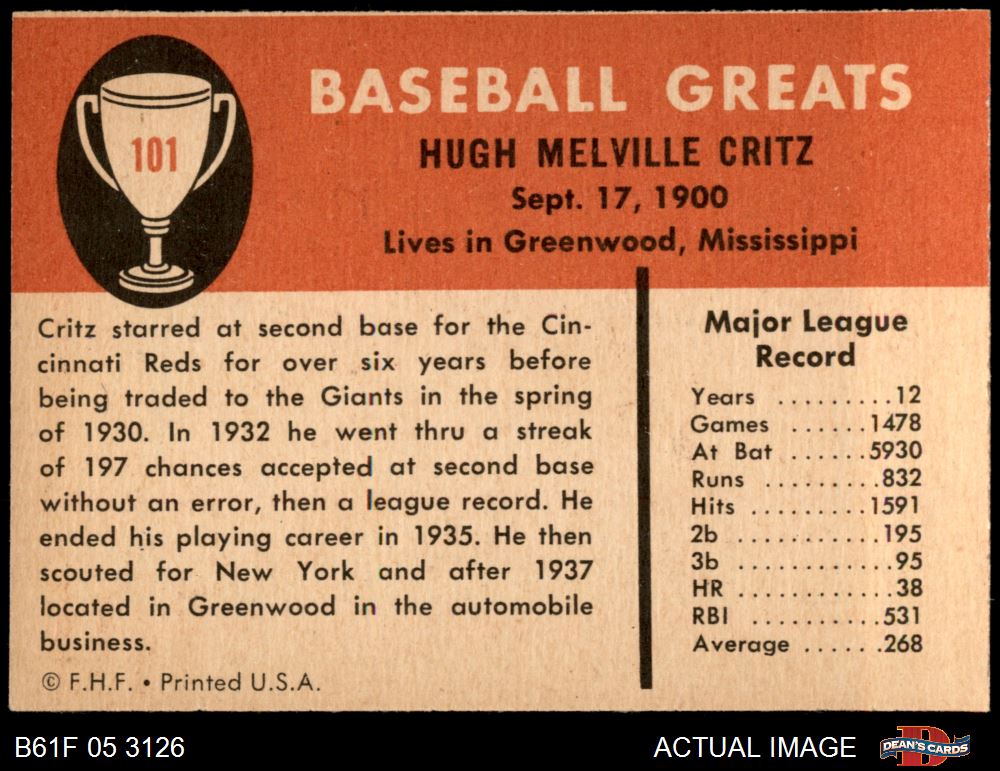 101
BASEBALL GREATS
HUGH MELVILLE CRITZ
Sept. 17, 1900
Lives in Greenwood, Mississippi
Critz starred at second base for the Cin-
cinnati Reds for over six years before
being traded to the Giants in the spring
of 1930. In 1932 he went thru a streak
of 197 chances accepted at second base
without an error, then a league record. He
ended his playing career in 1935. He then
scouted for New York and after 1937
located in Greenwood in the automobile
business.
© F.H.F. • Printed U.S.A.
Major League
Record
Years .........12
Games ......1478
At Bat ......5930
Runs .........832
Hits .........1591
2b ...........195
3b ............95
HR ............38
RBI ..........531
Average .......268
B61F 05 3126
ACTUAL IMAGE
DEAN'S CARDS